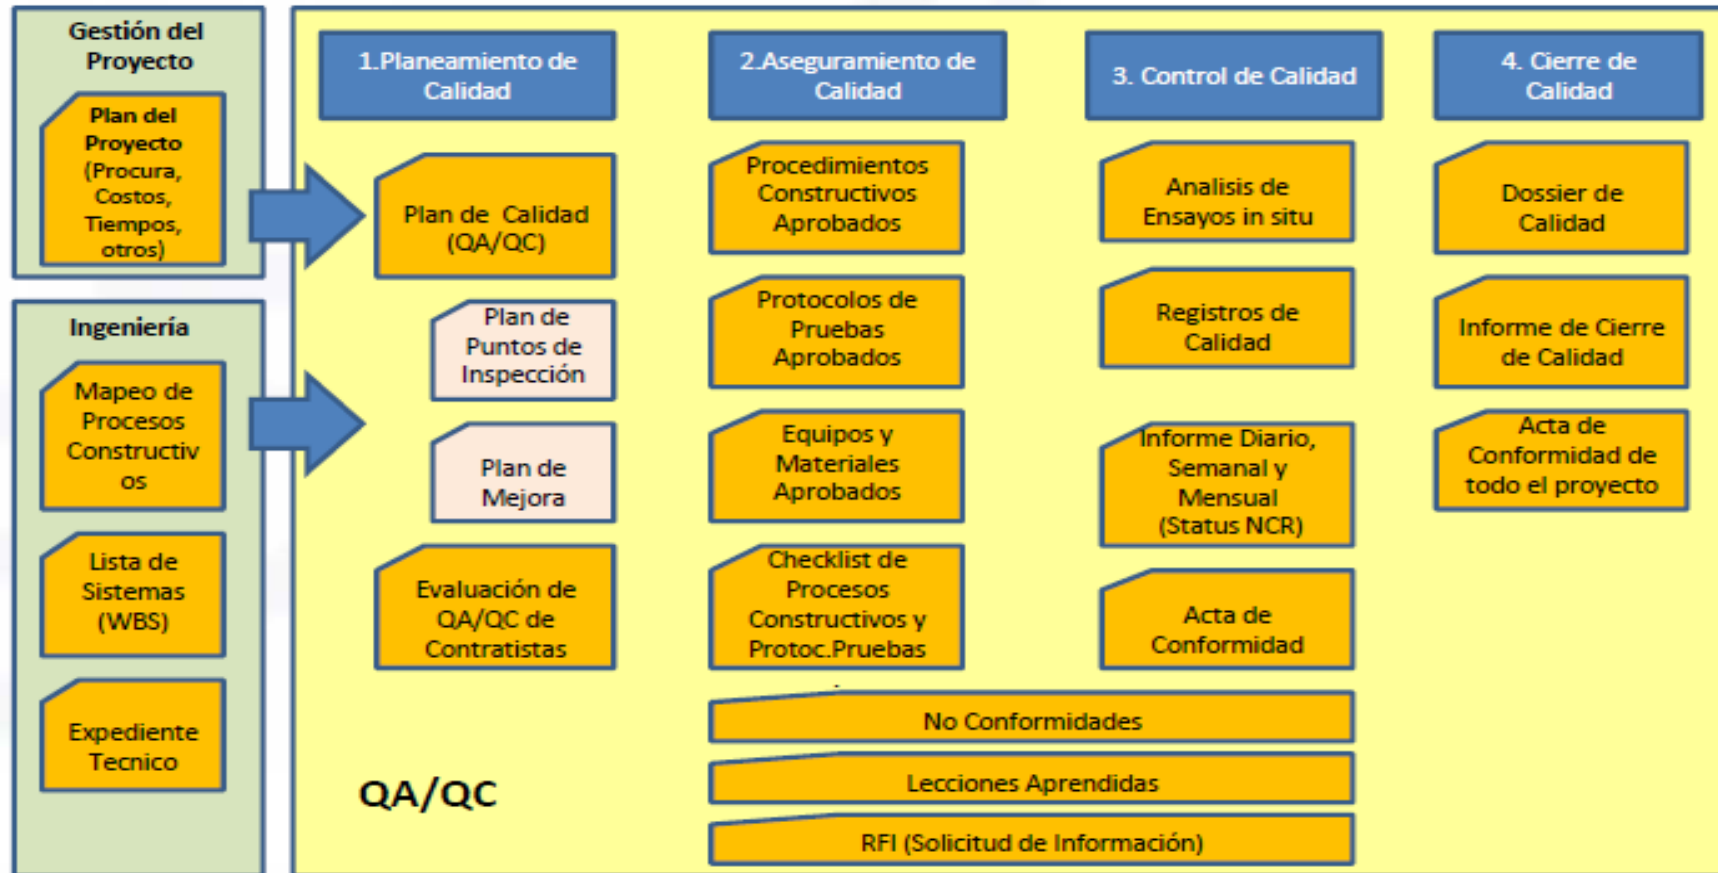 Gestión del
Proyecto
Plan del
Proyecto
(Procura,
Costos,
Tiempos,
otros)
Ingeniería
Mapeo de
Procesos
Constructiv
os
Lista de
Sistemas
(WBS)
Expediente
Tecnico
1.Planeamiento de
Calidad
Plan de Calidad
(QA/QC)
Plan de
Puntos de
Inspección
Plan de
Mejora
Evaluación de
QA/QC de
Contratistas
QA/QC
2.Aseguramiento de
Calidad
Procedimientos
Constructivos
Aprobados
Protocolos de
Pruebas
Aprobados
Equipos y
Materiales
Aprobados
Checklist de
Procesos
Constructivos y
Protoc.Pruebas
3. Control de Calidad
Analisis de
Ensayos in situ
Registros de
Calidad
Informe Diario,
Semanal y
Mensual
(Status NCR)
Acta de
Conformidad
No Conformidades
Lecciones Aprendidas
RFI (Solicitud de Información)
4. Cierre de
Calidad
Dossier de
Calidad
Informe de Cierre
de Calidad
Acta de
Conformidad de
todo el proyecto